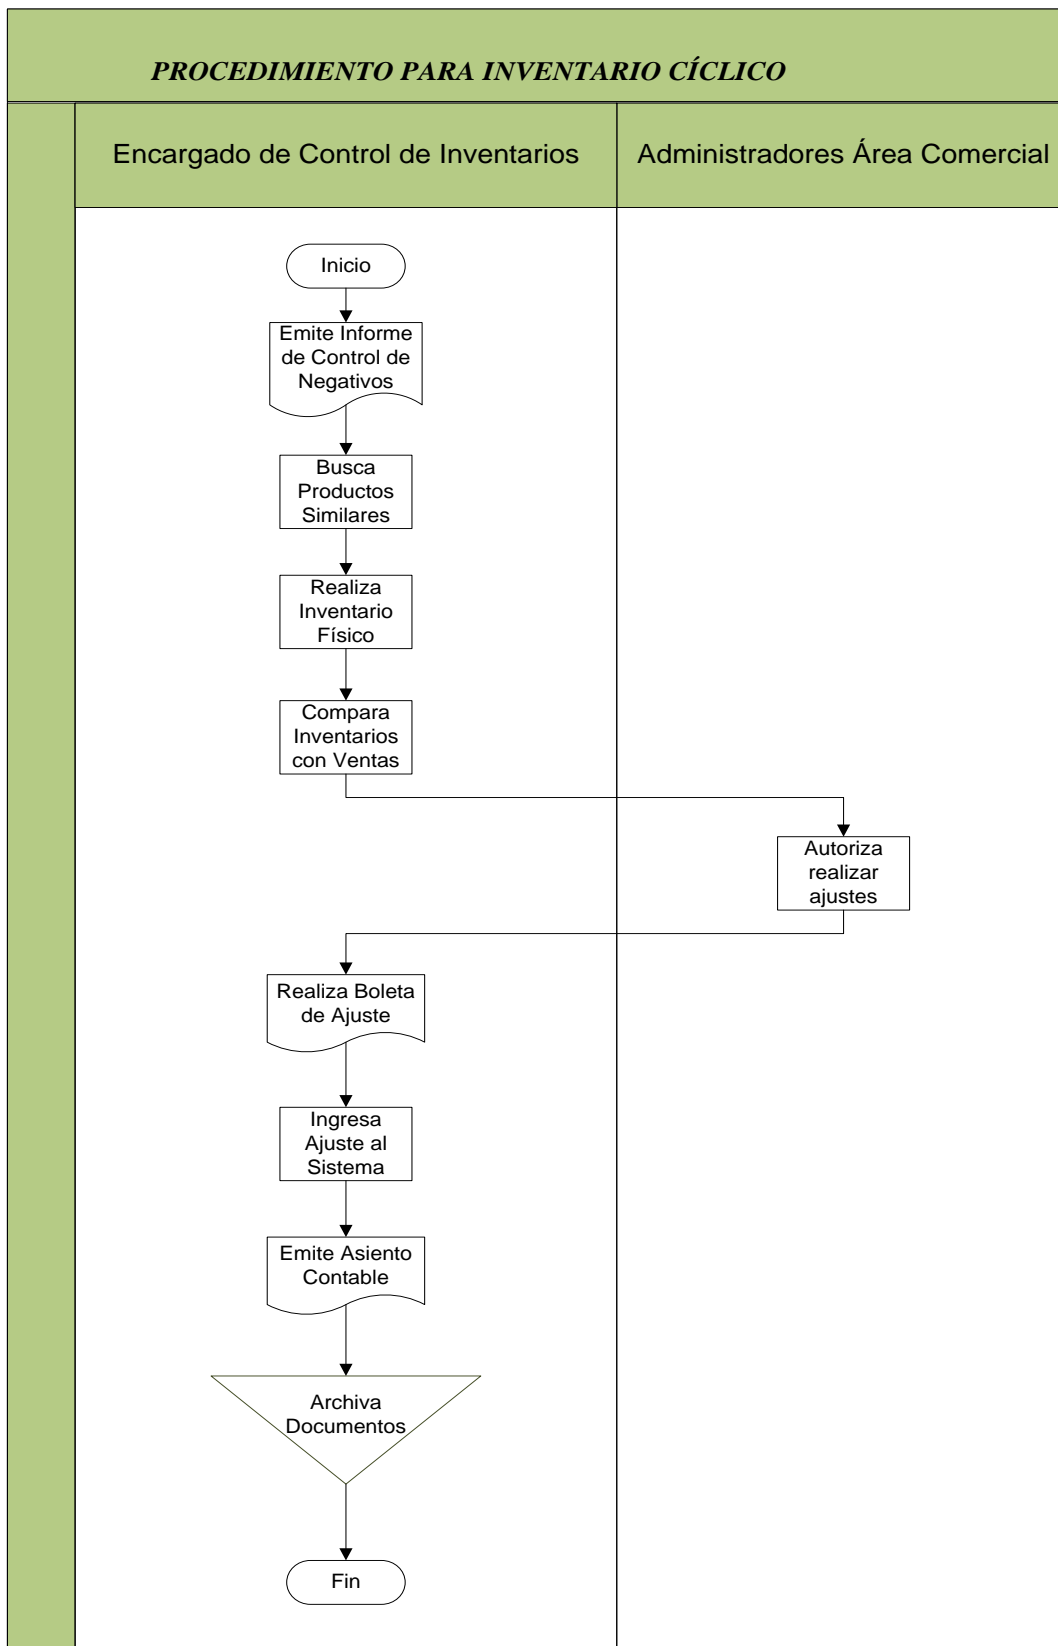 PROCEDIMIENTO PARA INVENTARIO CÍCLICO
Encargado de Control de Inventarios
Administradores Área Comercial
Inicio
Emite Informe
de Control de
Negativos
Busca
Productos
Similares
Realiza
Inventario
Físico
Compara
Inventarios
con Ventas
Autoriza
realizar
ajustes
Realiza Boleta
de Ajuste
Ingresa
Ajuste al
Sistema
Emite Asiento
Contable
Archiva
Documentos
Fin